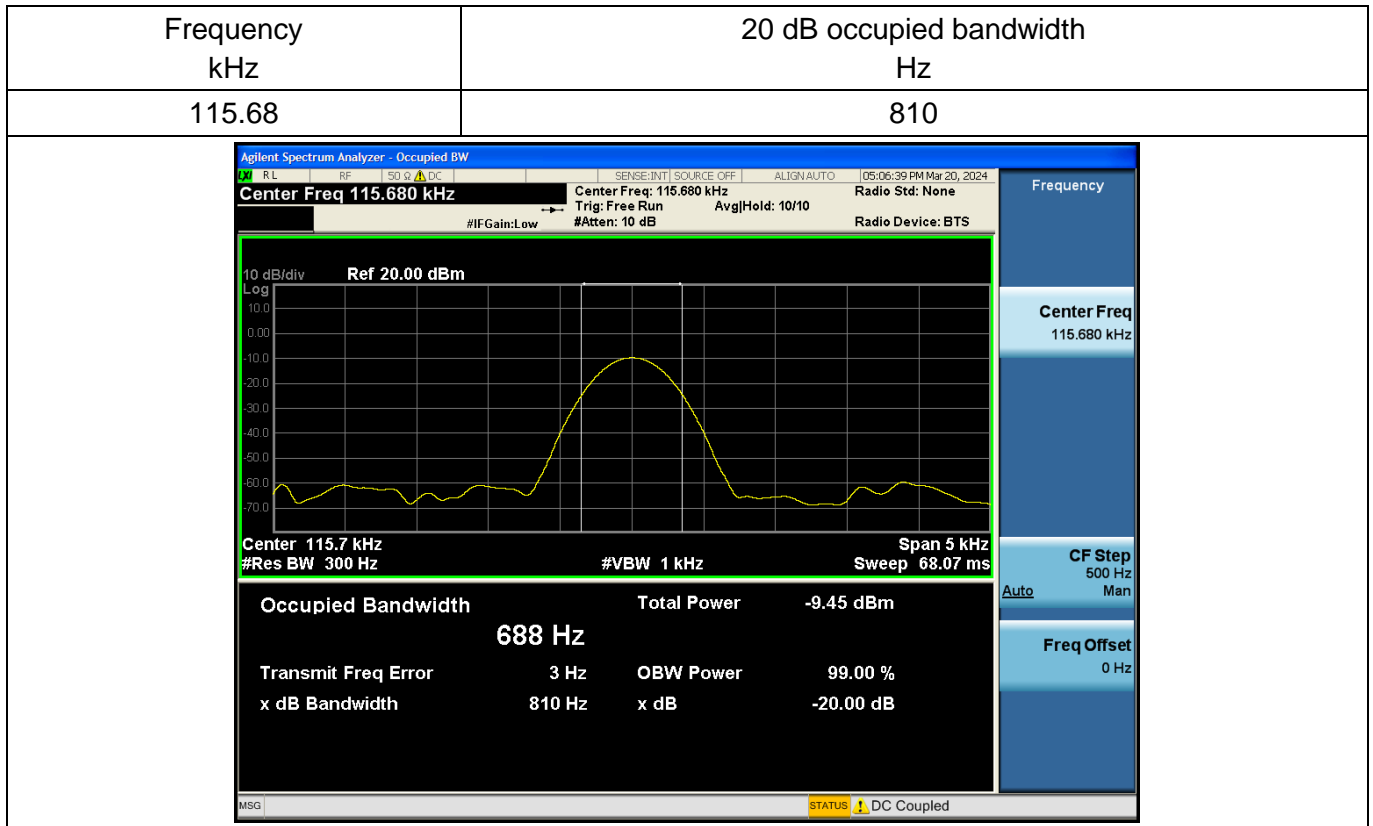 Frequency
kHz
20 dB occupied bandwidth
Hz
115.68
810
Agilent Spectrum Analyzer - Occupied BW
LXI RL RF 50 Ω DC SENSE:INT SOURCE OFF ALIGN AUTO 05:06:39 PM Mar 20, 2024
Center Freq 115.680 kHz
Center Freq: 115.680 kHz
Radio Std: None
Trig: Free Run Avg|Hold: 10/10
#IFGain:Low
#Atten: 10 dB
Radio Device: BTS
10 dB/div Ref 20.00 dBm
Log
10.0
0.00
-10.0
-20.0
-30.0
-40.0
-50.0
-60.0
-70.0
Center 115.7 kHz Span 5 kHz
#Res BW 300 Hz #VBW 1 kHz Sweep 68.07 ms
Occupied Bandwidth Total Power -9.45 dBm
688 Hz
Transmit Freq Error 3 Hz OBW Power 99.00 %
x dB Bandwidth 810 Hz x dB -20.00 dB
Frequency
Center Freq
115.680 kHz
CF Step
500 Hz
Auto Man
Freq Offset
0 Hz
MSG STATUS DC Coupled